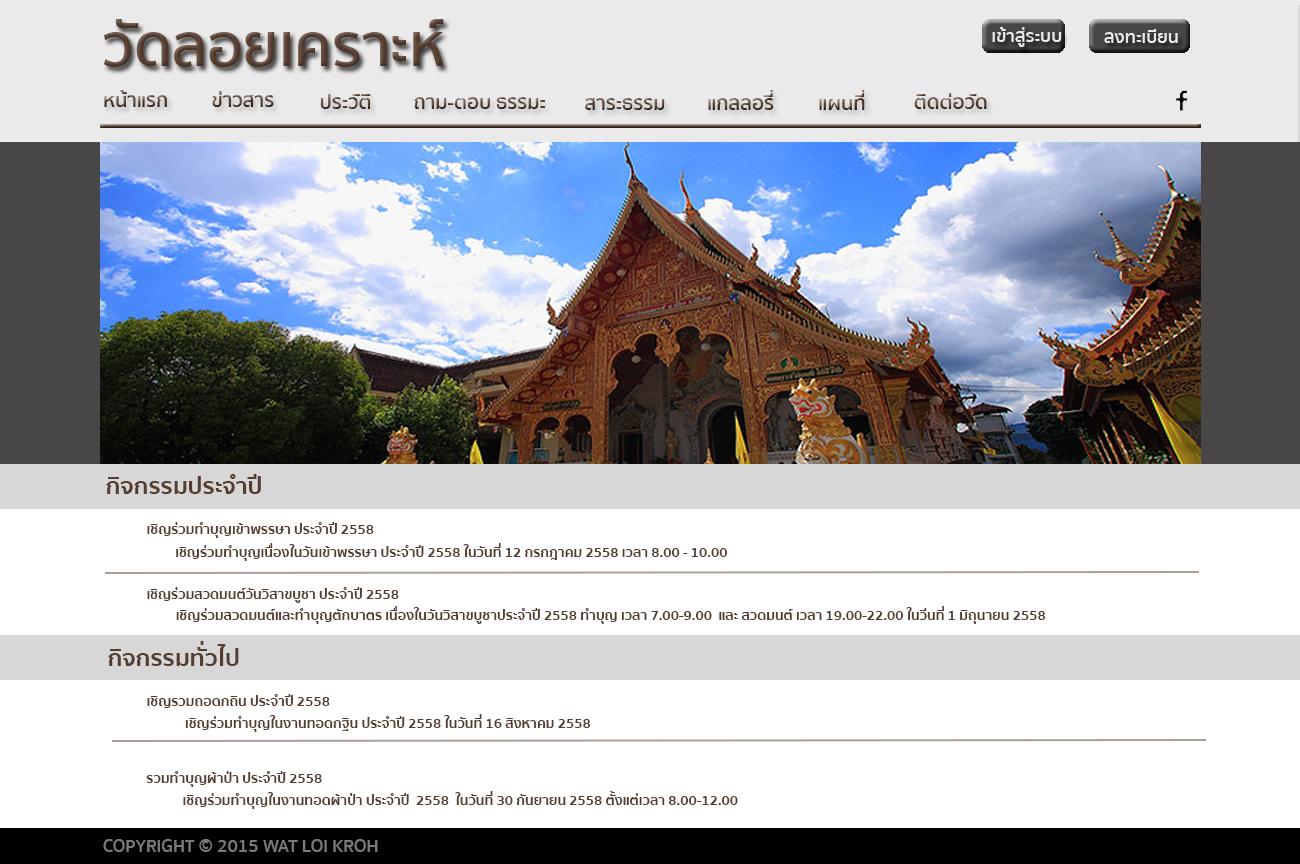 วัดลอยเคราะห์
เข้าสู่ระบบ ลงทะเบียน
หน้าแรก ข่าวสาร ประวัติ ถาม-ตอบ ธรรมะ สาระธรรม แกลลอรี่ แผนที่ ติดต่อวัด f
กิจกรรมประจำปี
เชิญร่วมทำบุญเข้าพรรษา ประจำปี 2558
เชิญร่วมทำบุญเนื่องในวันเข้าพรรษา ประจำปี 2558 ในวันที่ 12 กรกฎาคม 2558 เวลา 8.00 - 10.00
เชิญร่วมสวดมนต์วันวิสาขบูชา ประจำปี 2558
เชิญร่วมสวดมนต์และทำบุญตักบาตร เนื่องในวันวิสาขบูชาประจำปี 2558 ทำบุญ เวลา 7.00-9.00 และ สวดมนต์ เวลา 19.00-22.00 ในวีนที่ 1 มิถุนายน 2558
กิจกรรมทั่วไป
เชิญรวมถอดกถิน ประจำปี 2558
เชิญร่วมทำบุญในงานทอดกฐิน ประจำปี 2558 ในวันที่ 16 สิงหาคม 2558
รวมทำบุญผ้าป่า ประจำปี 2558
เชิญร่วมทำบุญในงานทอดผ้าป่า ประจำปี 2558 ในวันที่ 30 กันยายน 2558 ตั้งแต่เวลา 8.00-12.00
COPYRIGHT © 2015 WAT LOI KROH